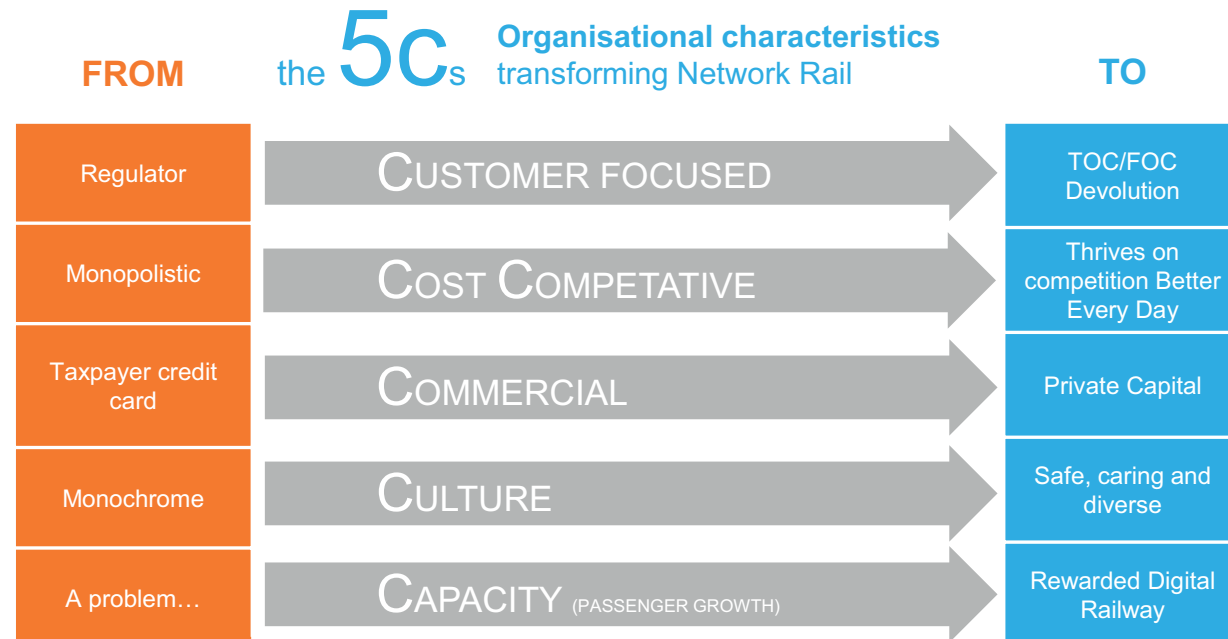 FROM
the 5Cs
Organisational characteristics
transforming Network Rail
TO
Regulator
CUSTOMER FOCUSED
TOC/FOC
Devolution
Monopolistic
COST COMPETATIVE
Thrives on
competition Better
Every Day
Taxpayer credit
card
COMMERCIAL
Private Capital
Monochrome
CULTURE
Safe, caring and
diverse
A problem…
CAPACITY (PASSENGER GROWTH)
Rewarded Digital
Railway